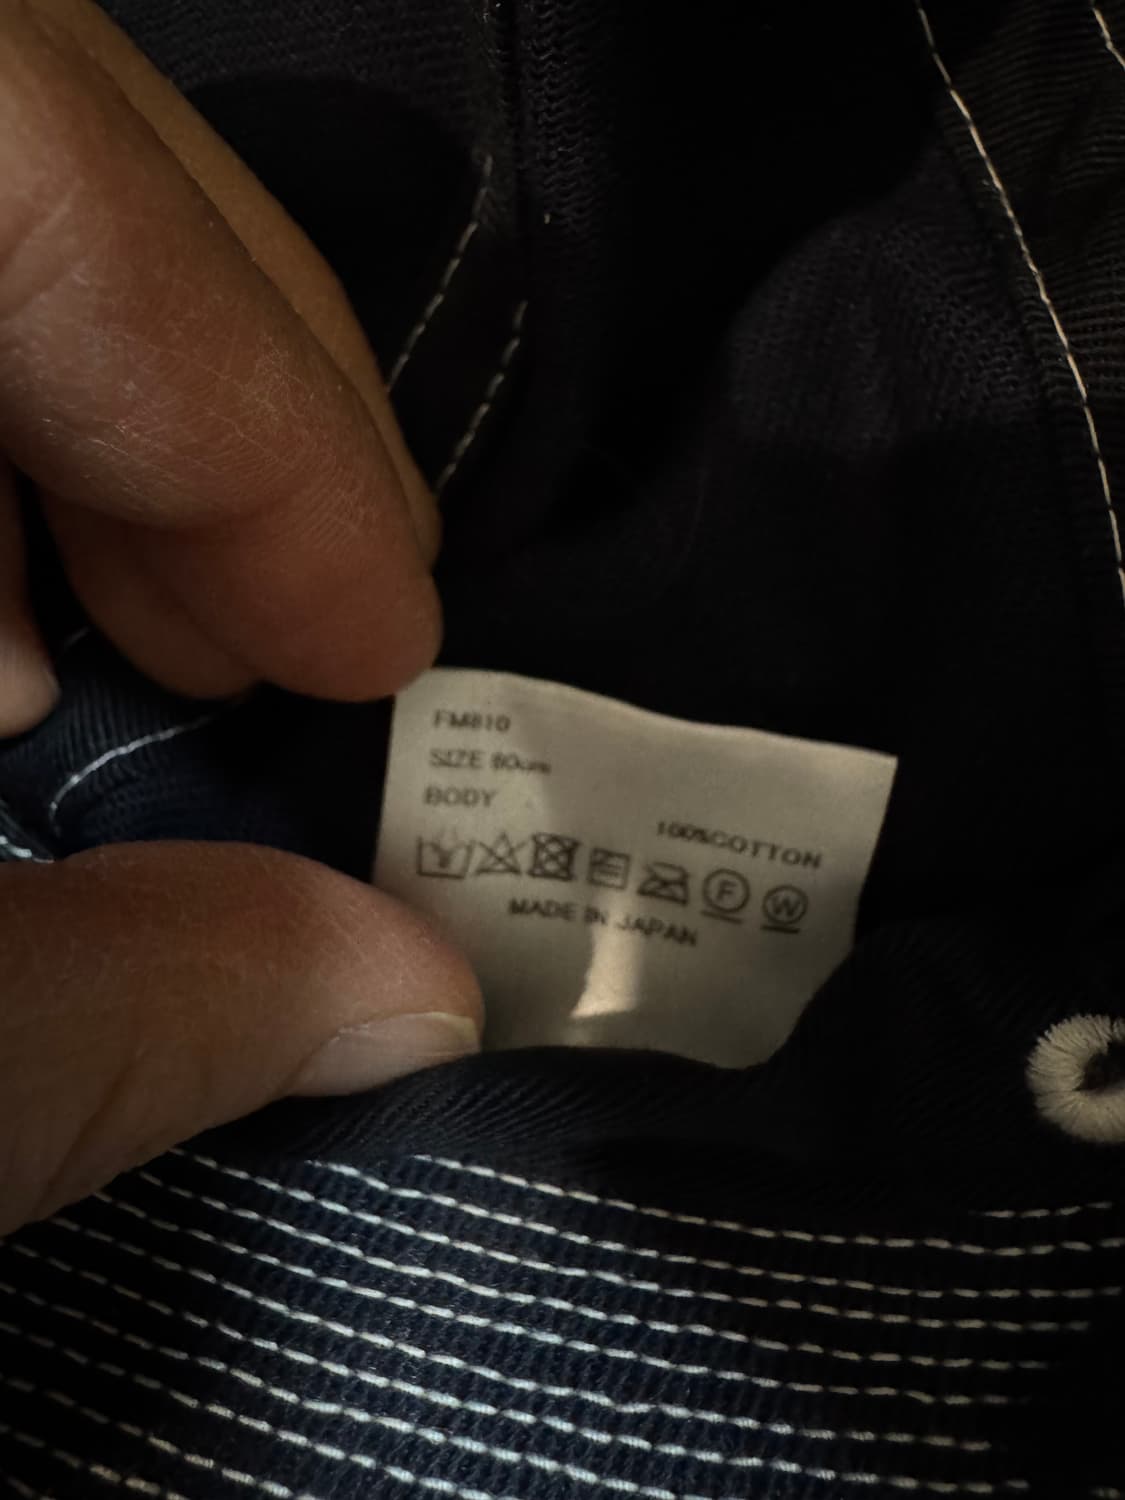 FM810
SIZE 60cm
BODY
100%COTTON
F W
MADE IN JAPAN